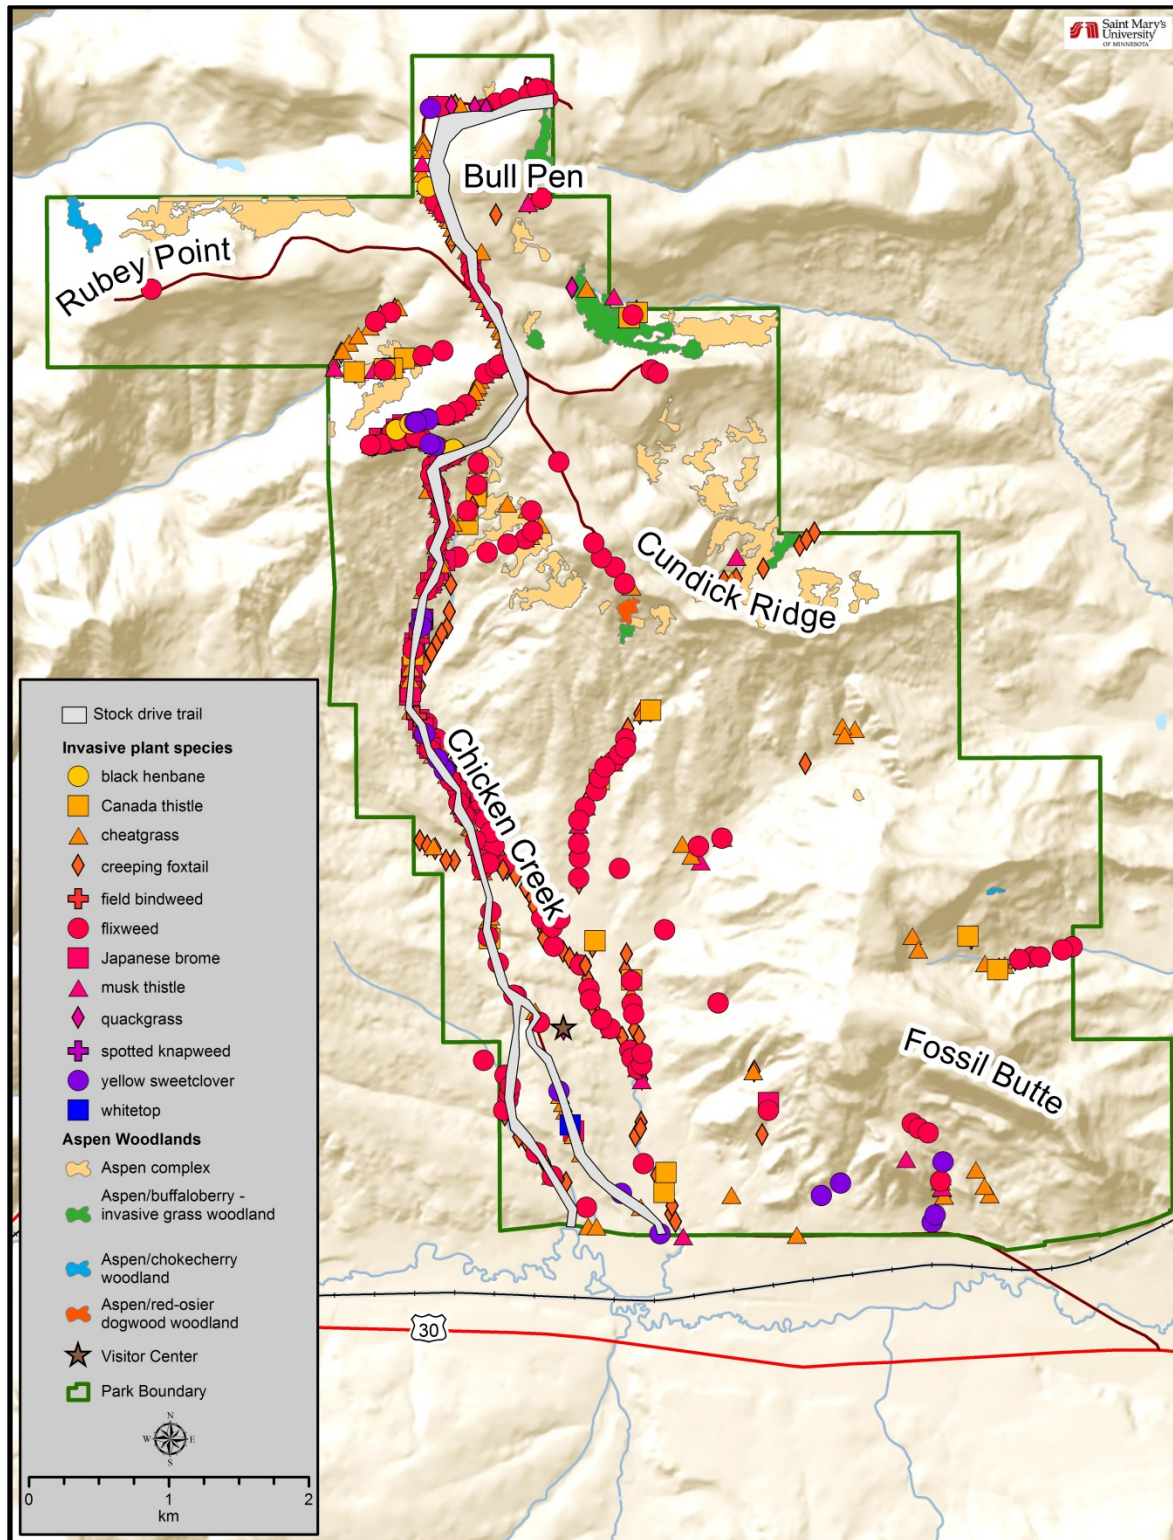 Saint Mary's
University
OF MINNESOTA
Bull Pen
Rubey Point
Cundick Ridge
Chicken Creek
Fossil Butte
30
Stock drive trail
Invasive plant species
black henbane
Canada thistle
cheatgrass
creeping foxtail
field bindweed
flixweed
Japanese brome
musk thistle
quackgrass
spotted knapweed
yellow sweetclover
whitetop
Aspen Woodlands
Aspen complex
Aspen/buffaloberry -
invasive grass woodland
Aspen/chokecherry
woodland
Aspen/red-osier
dogwood woodland
Visitor Center
Park Boundary
N
W E
S
0 1 2
km